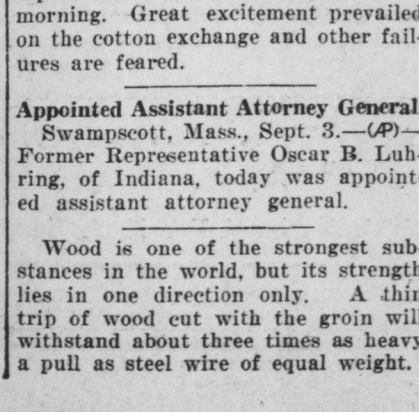 morning. Great excitement prevailed
on the cotton exchange and other fail-
ures are feared.
Appointed Assistant Attorney General
Swampscott, Mass., Sept. 3.—(AP)—
Former Representative Oscar B. Luh-
ring, of Indiana, today was appoint-
ed assistant attorney general.
Wood is one of the strongest sub-
stances in the world, but its strength
lies in one direction only. A thin
trip of wood cut with the groin will
withstand about three times as heavy
a pull as steel wire of equal weight.